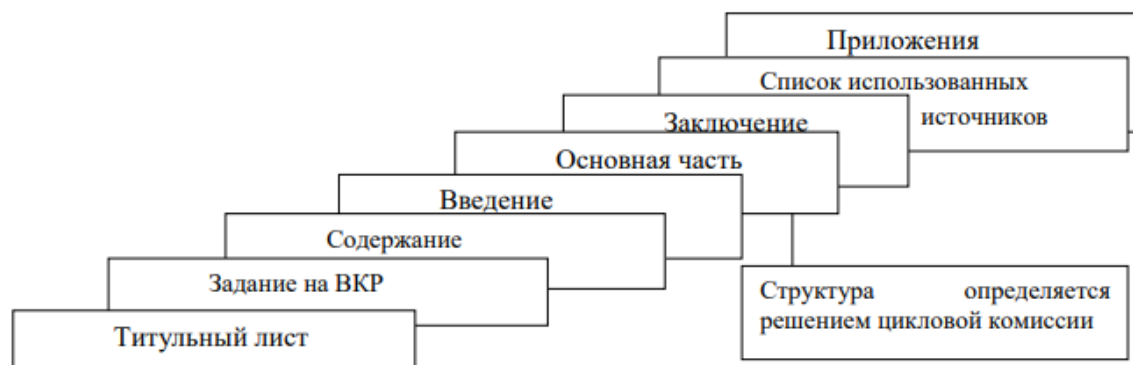 Приложения
Список использованных
источников
Заключение
Основная часть
Введение
Содержание
Задание на ВКР
Титульный лист
Структура определяется
решением цикловой комиссии